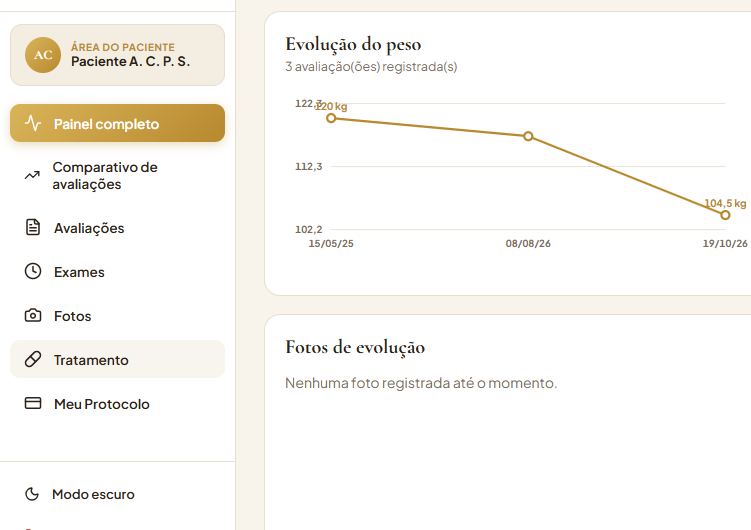 AC
ÁREA DO PACIENTE
Paciente A. C. P. S.
Painel completo
Comparativo de
avaliações
Avaliações
Exames
Fotos
Tratamento
Meu Protocolo
Modo escuro
Evolução do peso
3 avaliação(ões) registrada(s)
120 kg
112,3
104,5 kg
102,2
15/05/25 08/08/26 19/10/26
Fotos de evolução
Nenhuma foto registrada até o momento.